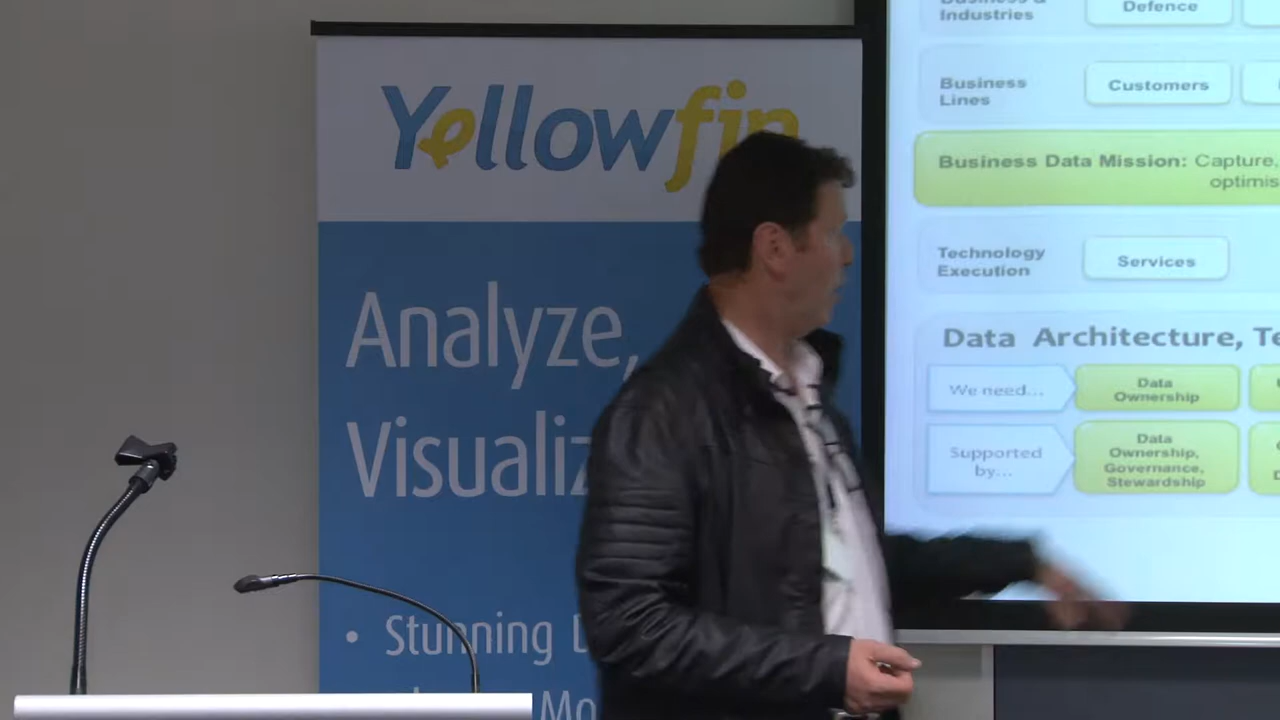 Yellowfin
Analyze,
Visualiz
• Stunning
Mo
Industries
Defence
Business
Lines
Customers
Business Data Mission: Capture,
optimis
Technology
Execution
Services
Data Architecture, Te
We need...
Data
Ownership
Supported
by...
Data
Ownership,
Governance,
Stewardship